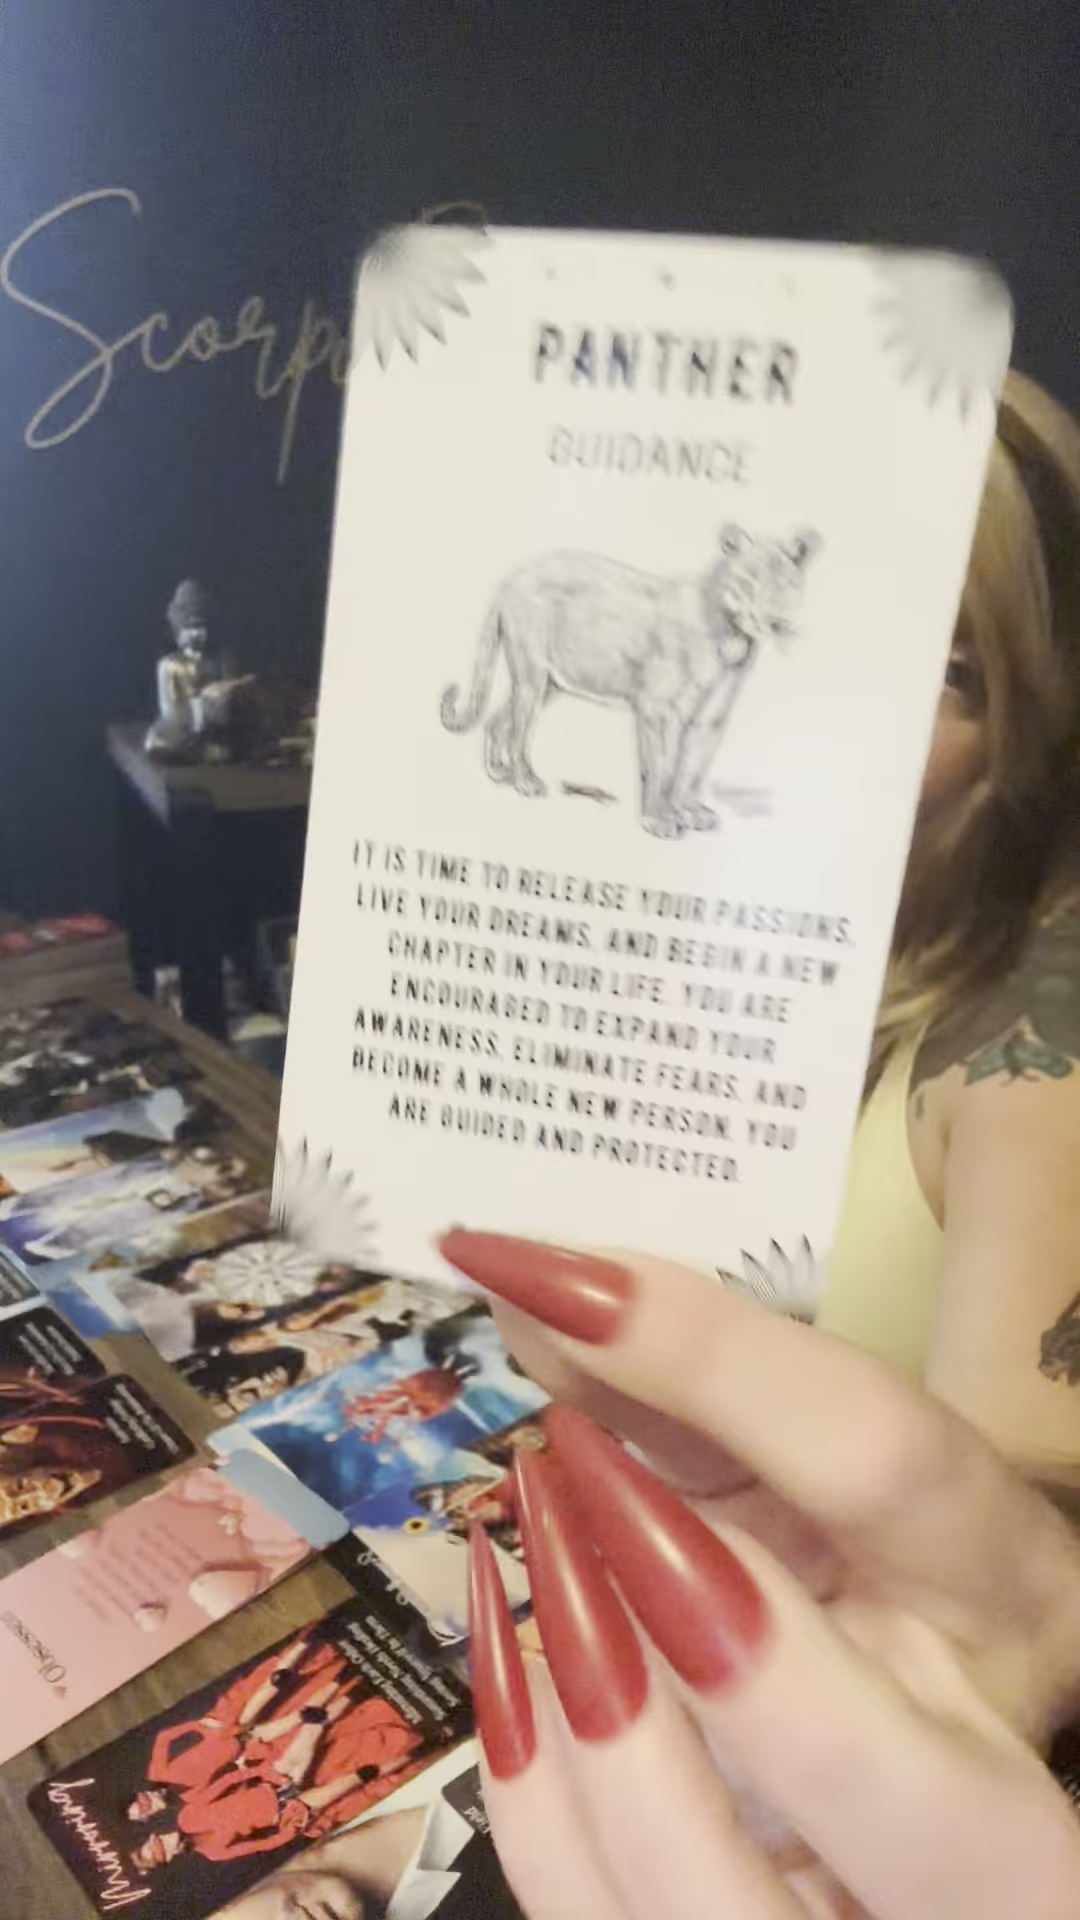 Scorp
PANTHER
GUIDANCE
IT IS TIME TO RELEASE YOUR PASSIONS,
LIVE YOUR DREAMS, AND BEGIN A NEW
CHAPTER IN YOUR LIFE. YOU ARE
ENCOURAGED TO EXPAND YOUR
AWARENESS, ELIMINATE FEARS, AND
BECOME A WHOLE NEW PERSON. YOU
ARE GUIDED AND PROTECTED.
Obsessed
Mirroring